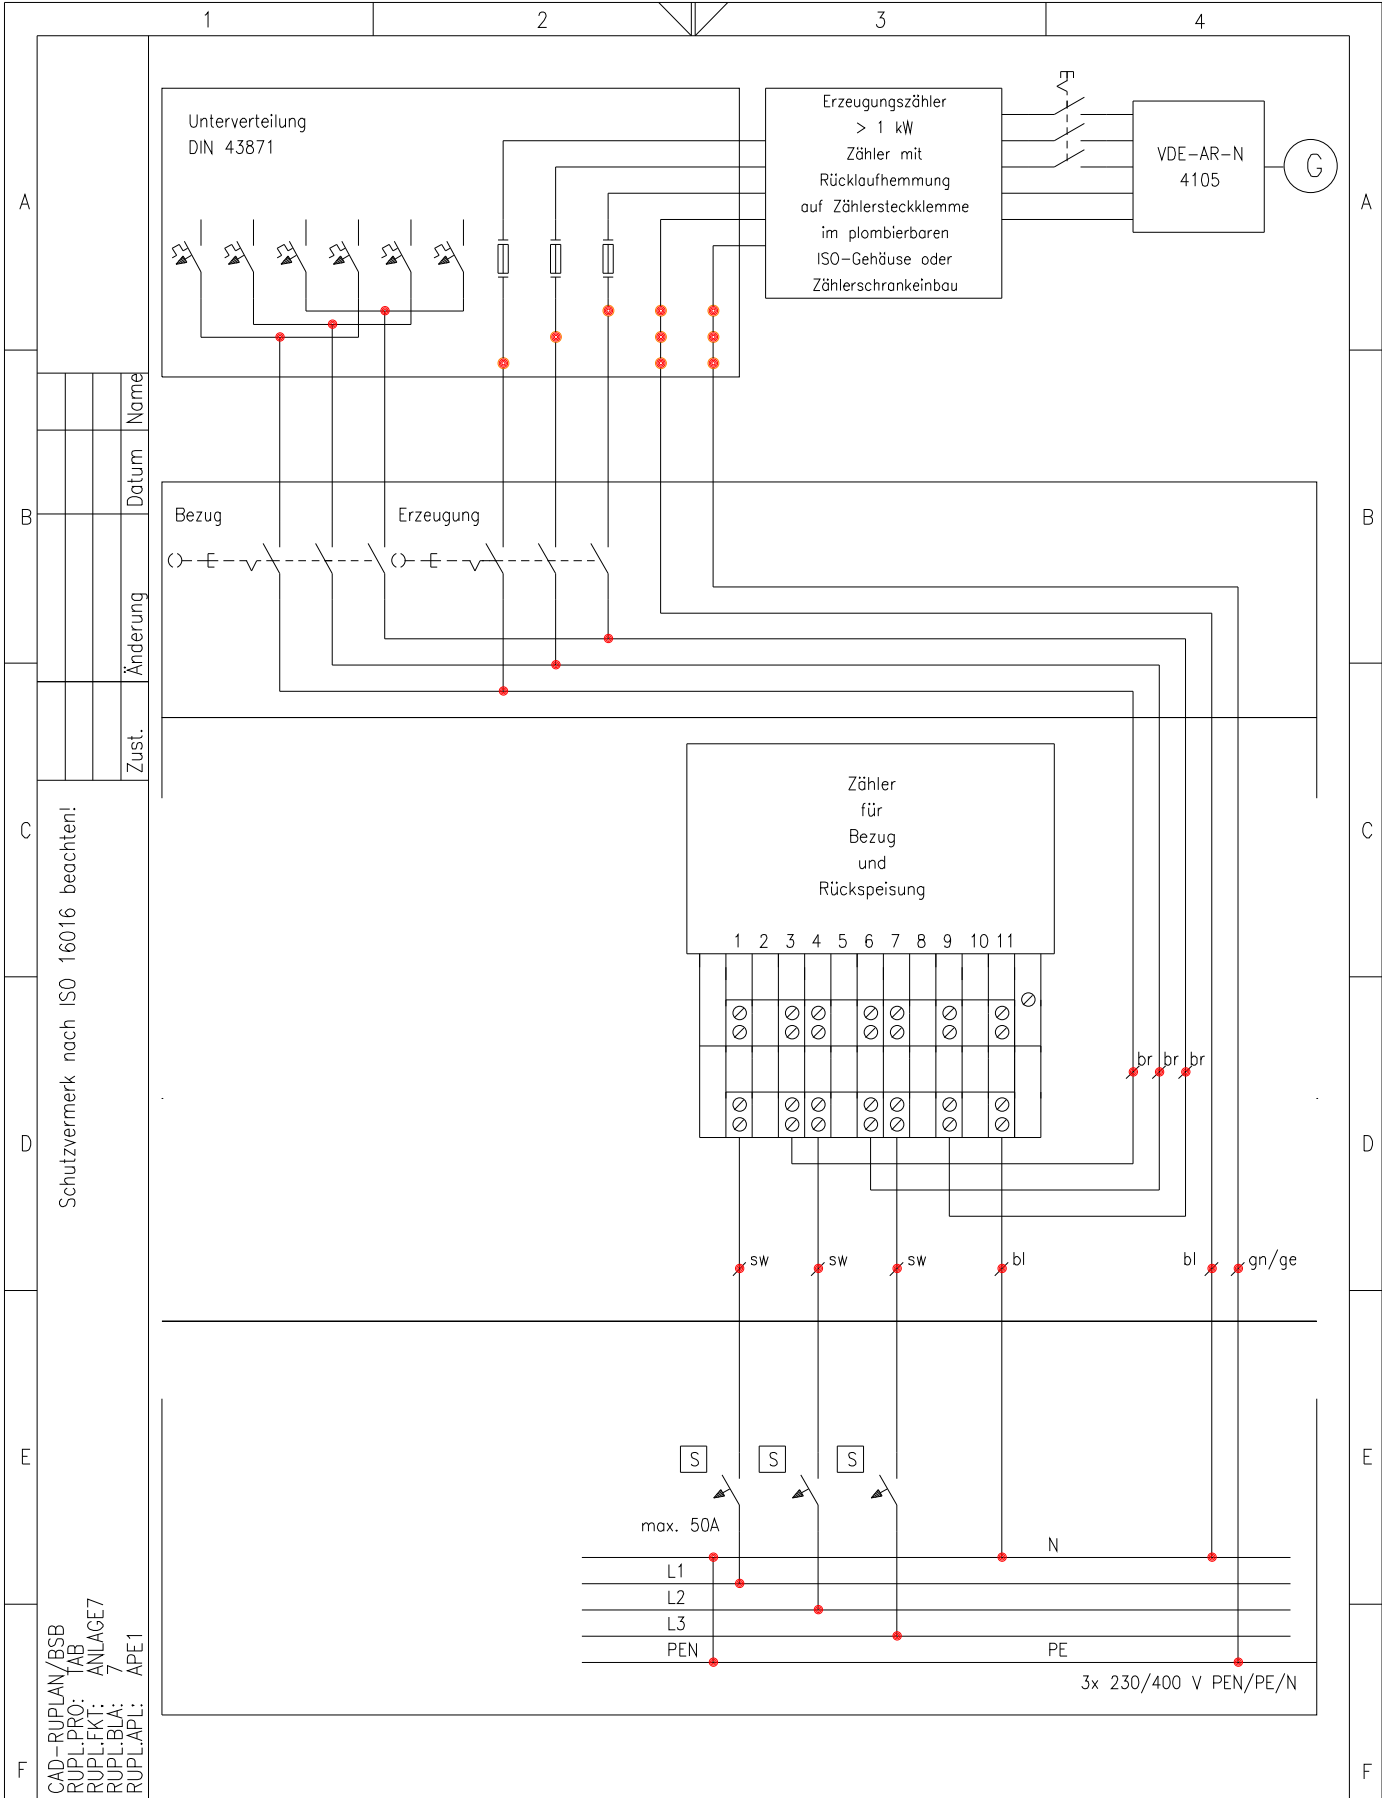 1 2 3 4
Unterverteilung
DIN 43871
Erzeugungszähler
> 1 kW
Zähler mit
Rücklaufhemmung
auf Zählersteckklemme
im plombierbaren
ISO-Gehäuse oder
Zählerschrankeinbau
VDE-AR-N
4105
G
A A
Name
Datum
Änderung
Zust.
B B
Bezug
Erzeugung
Zähler
für
Bezug
und
Rückspeisung
1 2 3 4 5 6 7 8 9 10 11
C C
Schutzvermerk nach ISO 16016 beachten!
br br br
D D
sw sw sw bl bl gn/ge
E E
S S S
max. 50A
N
L1
L2
L3
PEN PE
3x 230/400 V PEN/PE/N
CAD-RUPLAN/BSB
RUPL.PRO: TAB
RUPL.FKT: ANLAGE7
RUPL.BLA: 7
RUPL.APL: APE1
F F